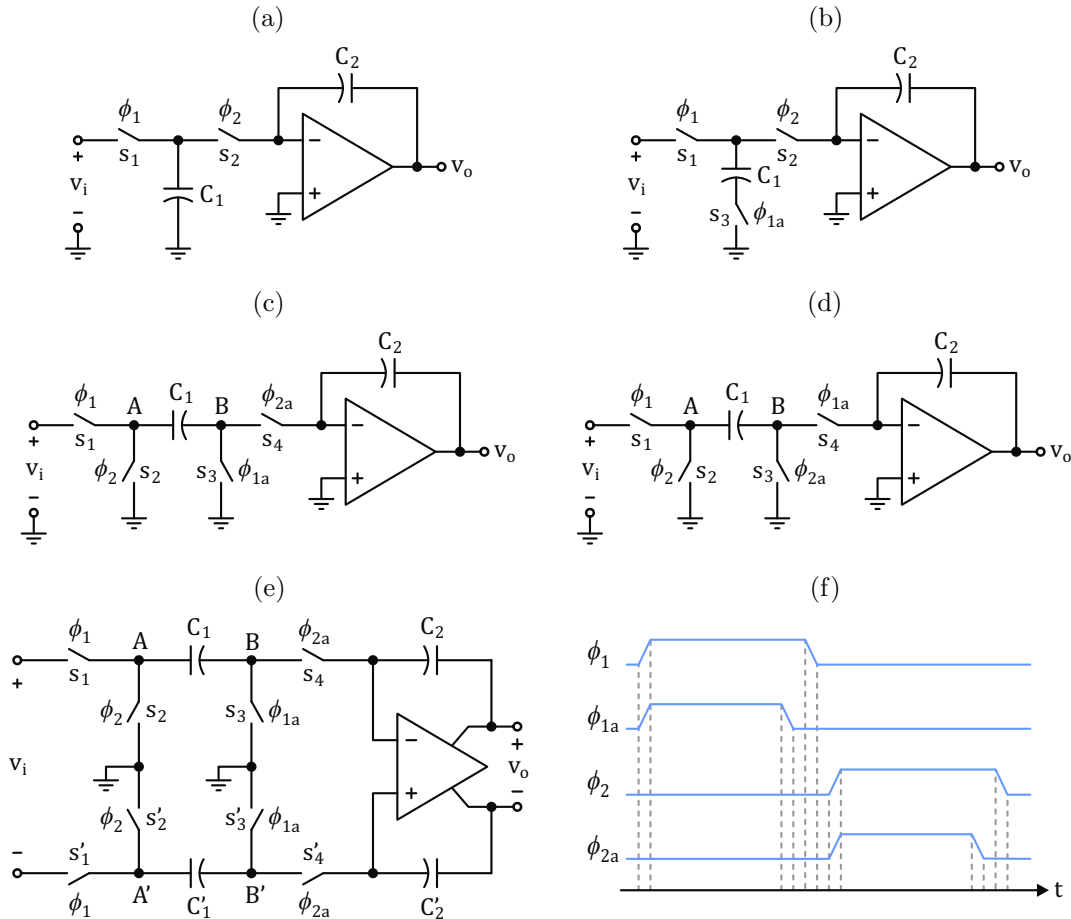 (a)
(b)
C₂
C₂
ϕ₁
ϕ₂
ϕ₁
ϕ₂
+
s₁
s₂
−
+
s₁
s₂
−
vᵢ
C₁
+
vₒ
vᵢ
C₁
+
vₒ
−
−
s₃
ϕ₁ₐ
(c)
(d)
C₂
C₂
ϕ₁
A
C₁
B
ϕ₂ₐ
ϕ₁
A
C₁
B
ϕ₁ₐ
+
s₁
s₄
−
vₒ
+
s₁
s₄
−
vₒ
vᵢ
ϕ₂
s₂
s₃
ϕ₁ₐ
+
vᵢ
ϕ₂
s₂
s₃
ϕ₂ₐ
+
−
−
(e)
(f)
ϕ₁
A
C₁
B
ϕ₂ₐ
C₂
+
s₁
s₄
ϕ₂
s₂
s₃
ϕ₁ₐ
−
+
vᵢ
vₒ
+
−
ϕ₂
s'₂
s'₃
ϕ₁ₐ
−
s'₁
s'₄
ϕ₁
A'
C'₁
B'
ϕ₂ₐ
C'₂
ϕ₁
ϕ₁ₐ
ϕ₂
ϕ₂ₐ
t